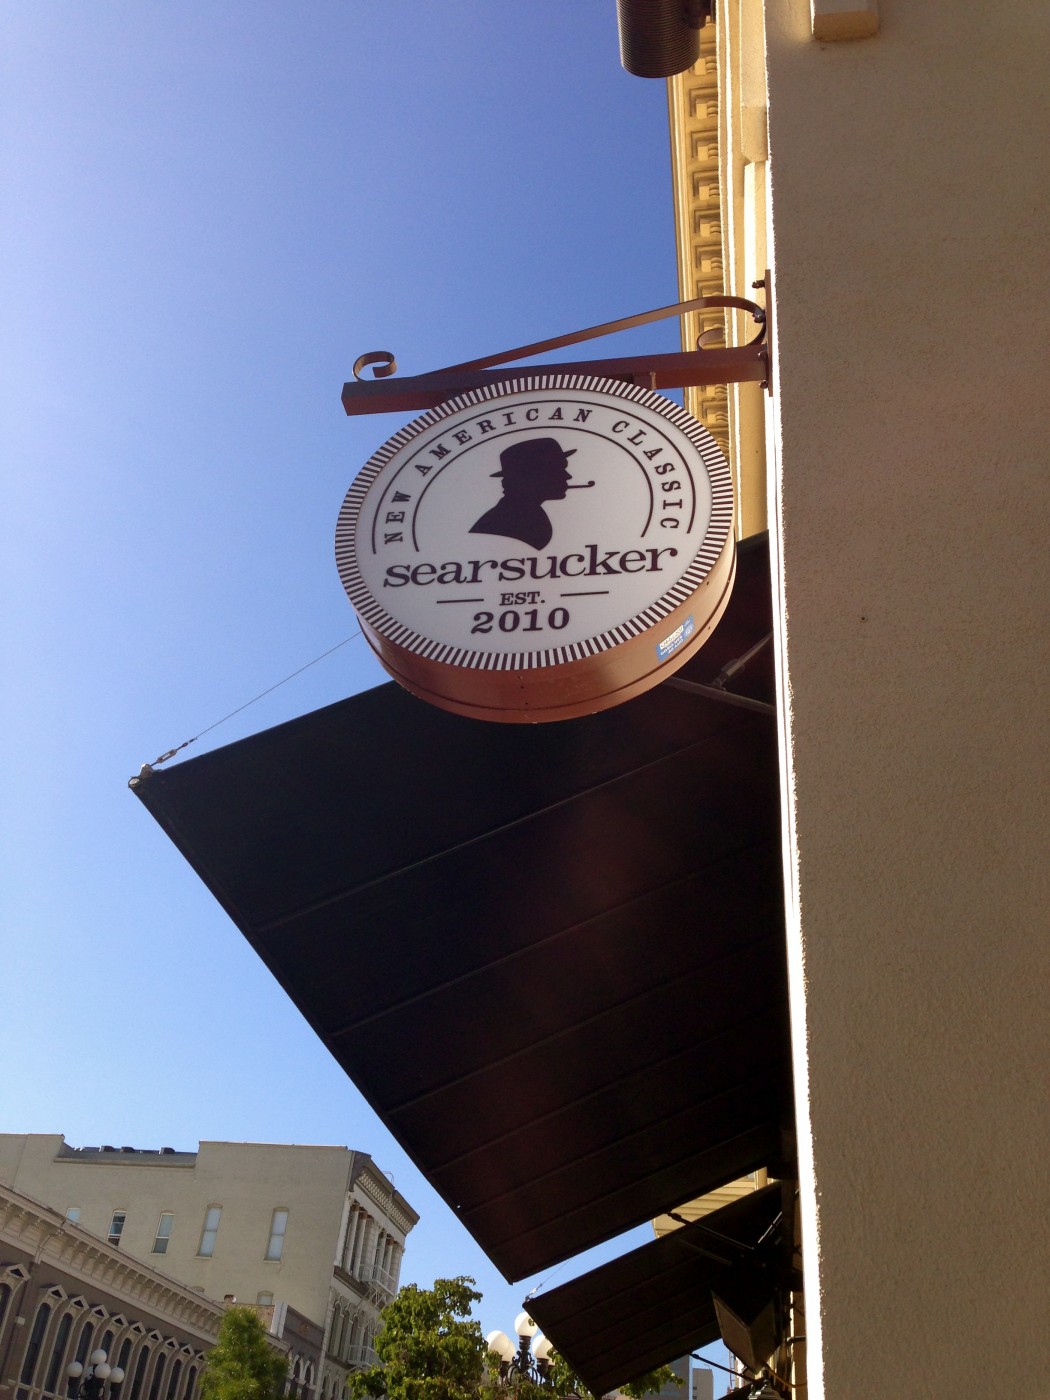 NEW AMERICAN CLASSIC
searsucker
EST.
2010